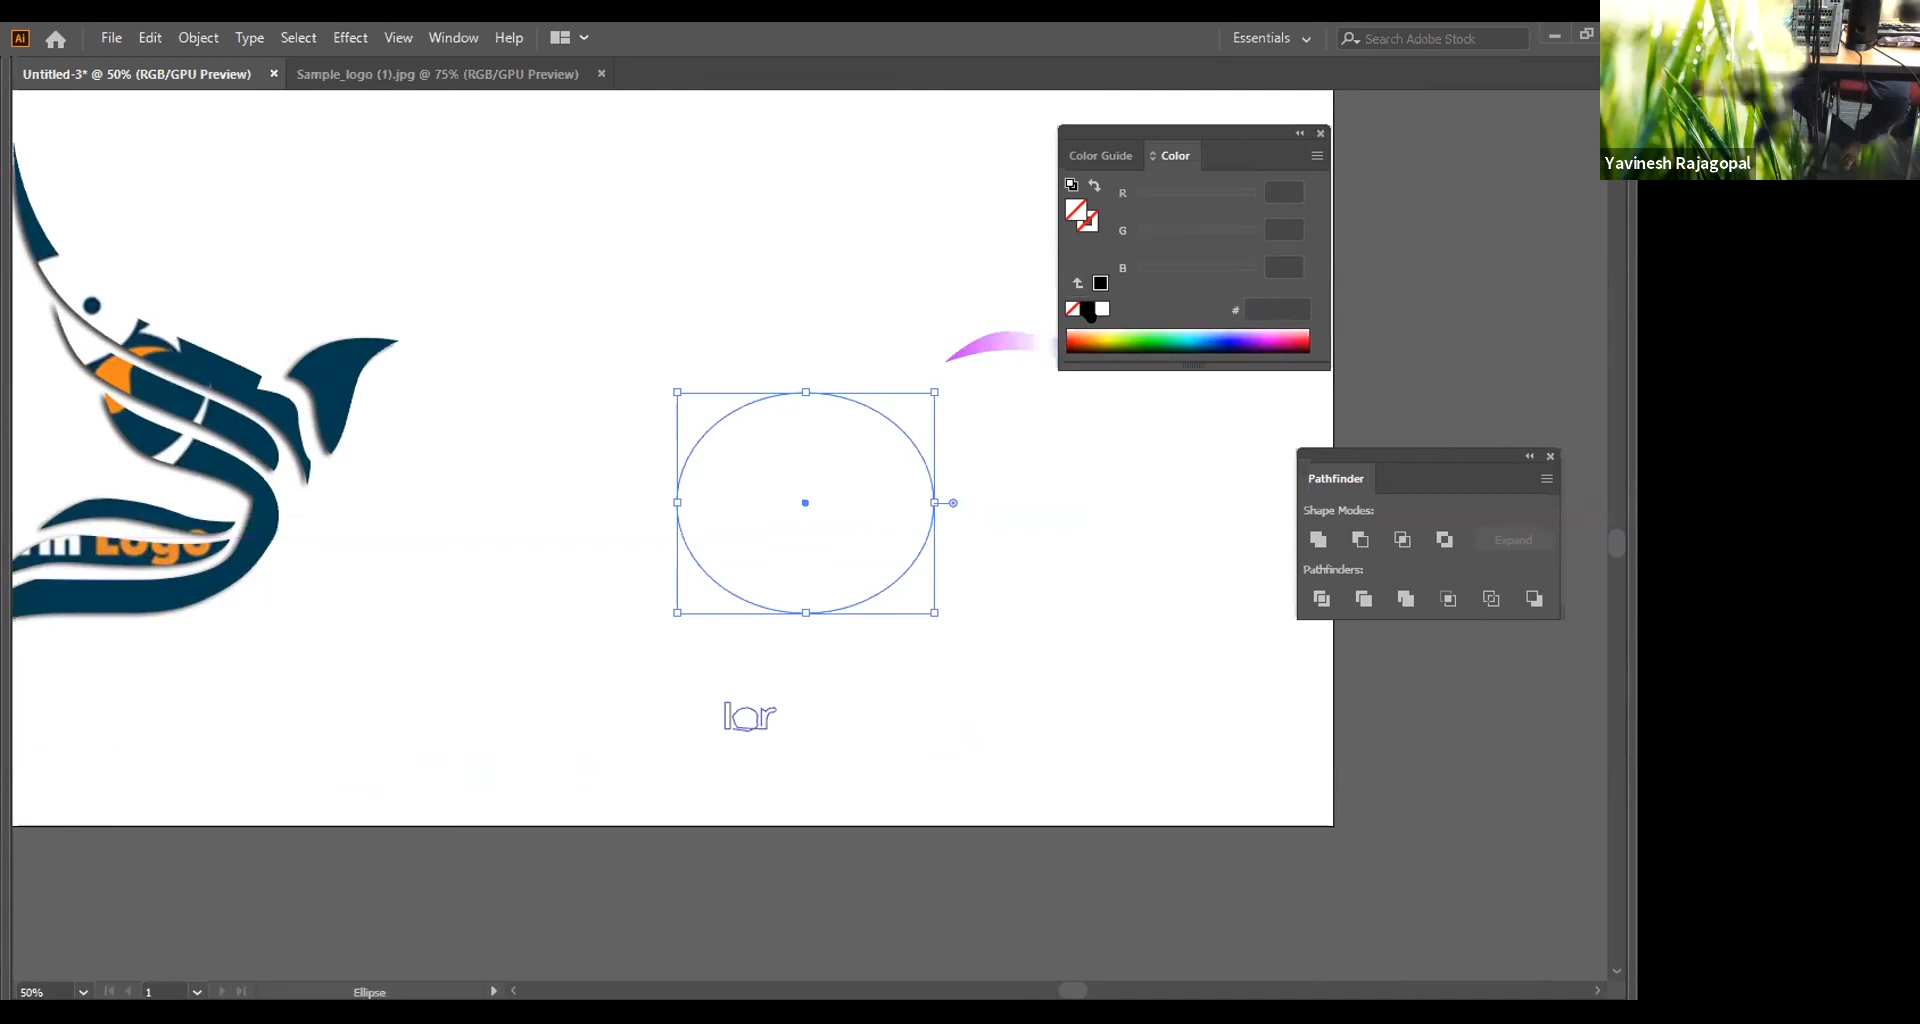 Ai File Edit Object Type Select Effect View Window Help Essentials Search Adobe Stock
Untitled-3* @ 50% (RGB/GPU Preview) Sample_logo (1).jpg @ 75% (RGB/GPU Preview)
Yavinesh Rajagopal
Color Guide Color
R
G
B
#
Pathfinder
Shape Modes:
Expand
Pathfinders:
Logo
lor
50% 1 Ellipse